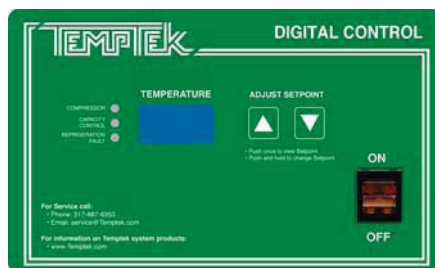 TEMPTEK
DIGITAL CONTROL
TEMPERATURE
ADJUST SETPOINT
COMPRESSOR
CAPACITY
CONTROL
REFRIGERATION
FAULT
• Push once to view Setpoint
• Push and hold to change Setpoint
ON
OFF
For Service call:
• Phone: 317-887-6353
• Email: service@Temptek.com
For information on Temptek system products:
• www.Temptek.com